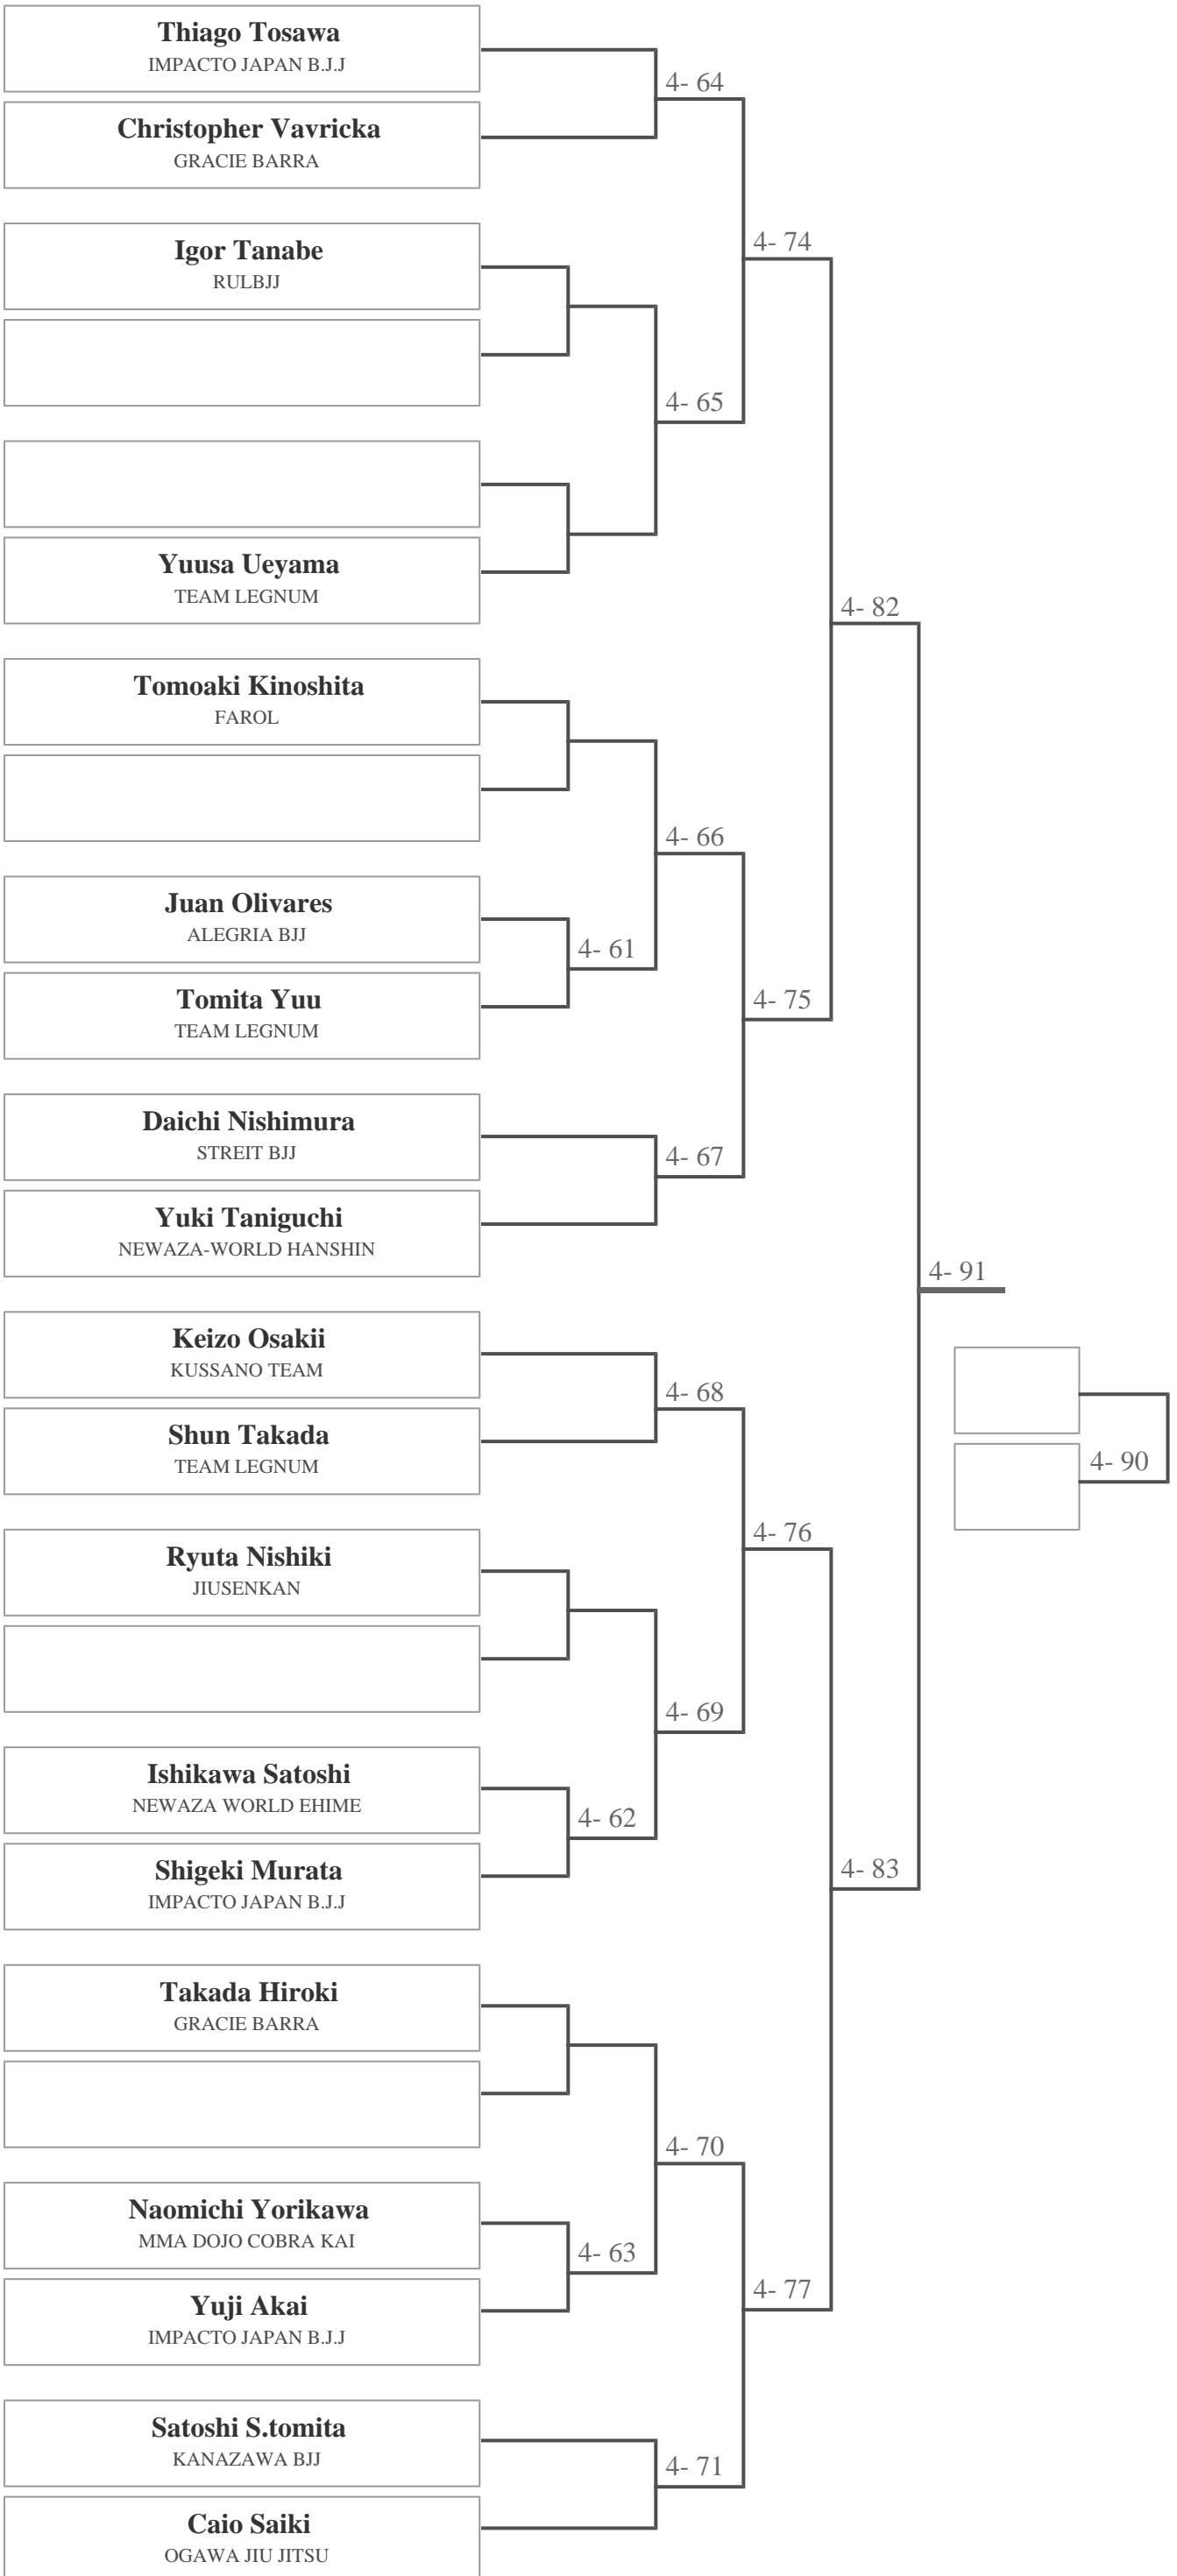 Thiago Tosawa
IMPACTO JAPAN B.J.J
4- 64
Christopher Vavricka
GRACIE BARRA
Igor Tanabe
RULBJJ
4- 74
4- 65
Yuusa Ueyama
TEAM LEGNUM
4- 82
Tomoaki Kinoshita
FAROL
4- 66
Juan Olivares
ALEGRIA BJJ
4- 61
Tomita Yuu
TEAM LEGNUM
4- 75
Daichi Nishimura
STREIT BJJ
4- 67
Yuki Taniguchi
NEWAZA-WORLD HANSHIN
4- 91
Keizo Osakii
KUSSANO TEAM
4- 68
Shun Takada
TEAM LEGNUM
4- 90
4- 76
Ryuta Nishiki
JIUSENKAN
4- 69
Ishikawa Satoshi
NEWAZA WORLD EHIME
4- 62
Shigeki Murata
IMPACTO JAPAN B.J.J
4- 83
Takada Hiroki
GRACIE BARRA
4- 70
Naomichi Yorikawa
MMA DOJO COBRA KAI
4- 63
Yuji Akai
IMPACTO JAPAN B.J.J
4- 77
Satoshi S.tomita
KANAZAWA BJJ
4- 71
Caio Saiki
OGAWA JIU JITSU